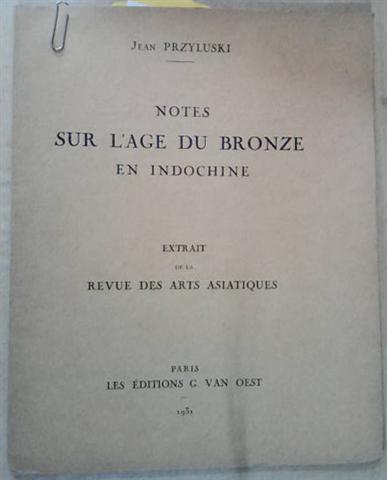 Jean PRZYLUSKI
NOTES
SUR L'AGE DU BRONZE
EN INDOCHINE
EXTRAIT
DE LA
REVUE DES ARTS ASIATIQUES
PARIS
LES ÉDITIONS G. VAN OEST
—
1931